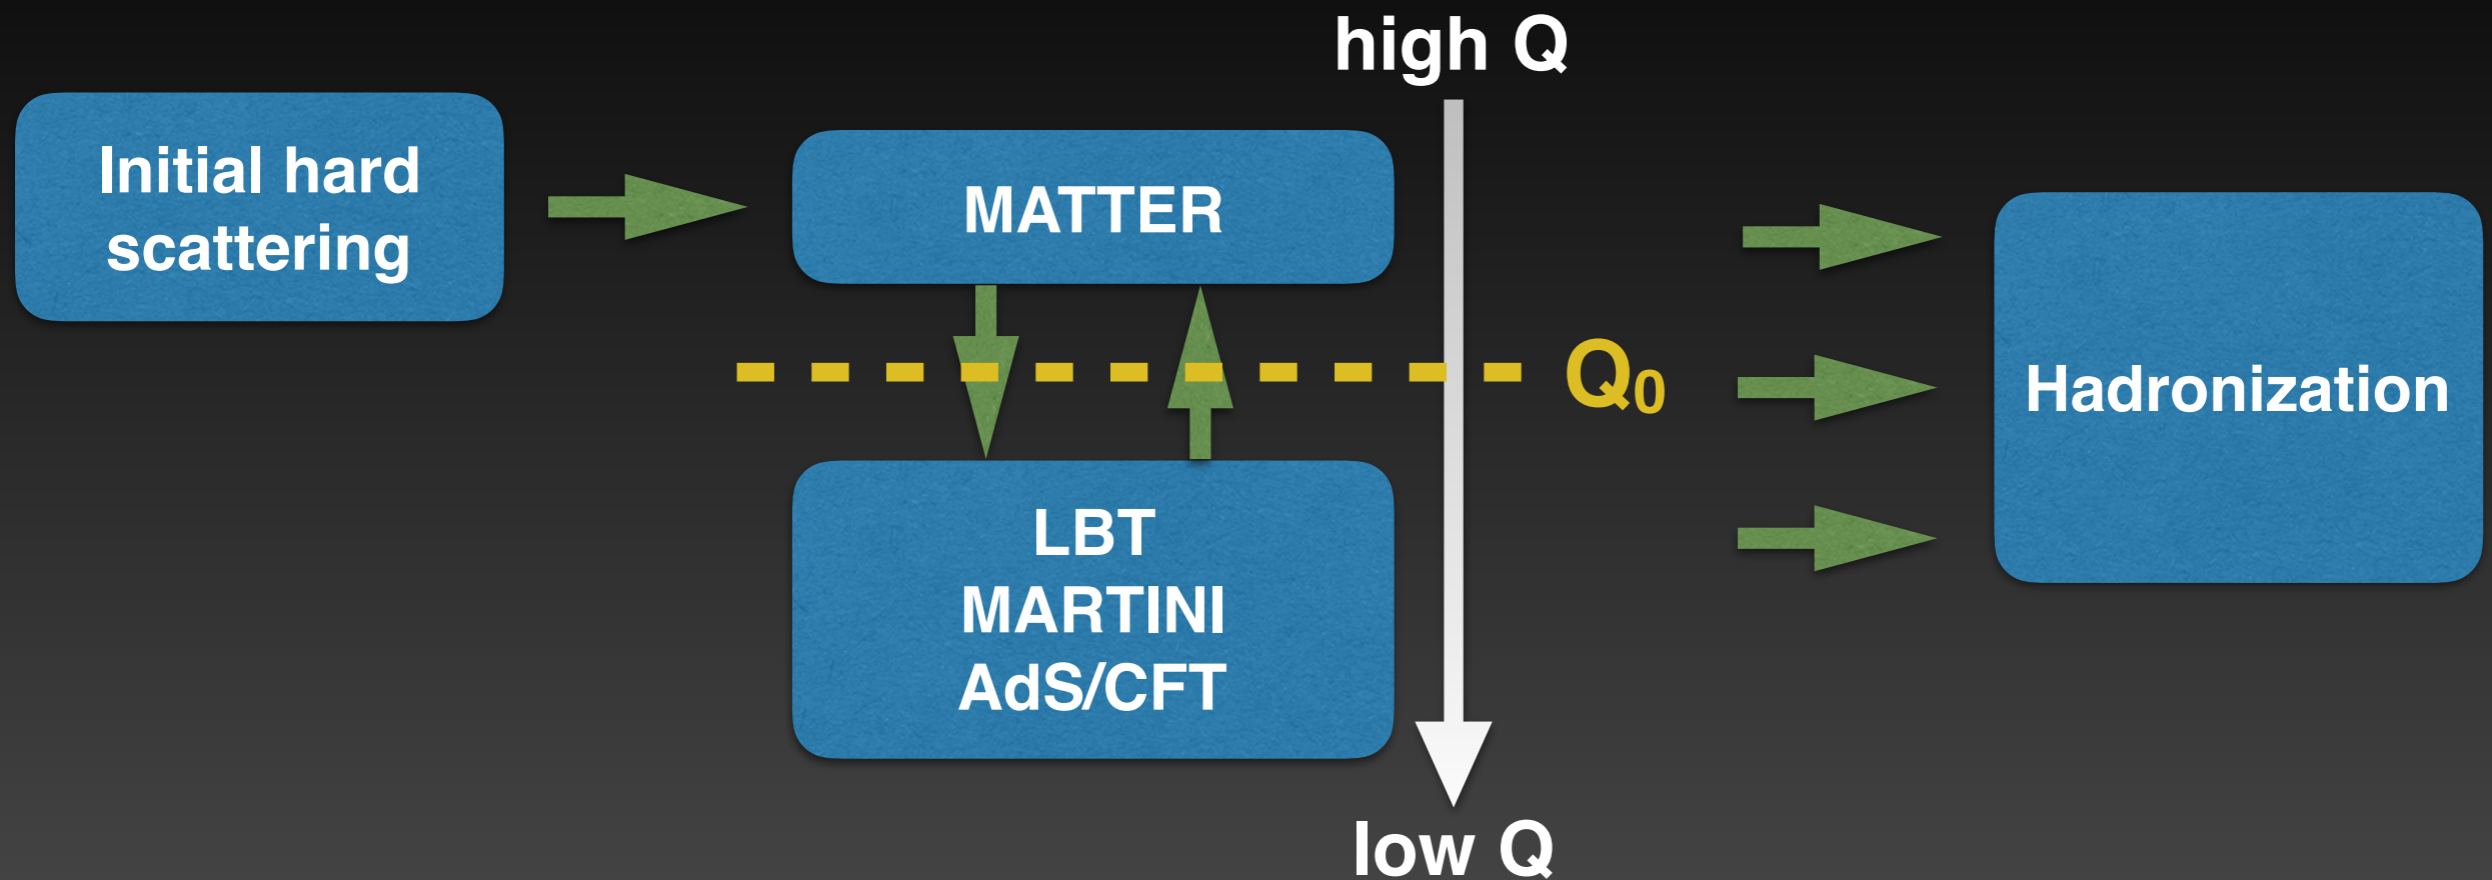 high Q
Initial hard
scattering
MATTER
Q₀
Hadronization
LBT
MARTINI
AdS/CFT
low Q